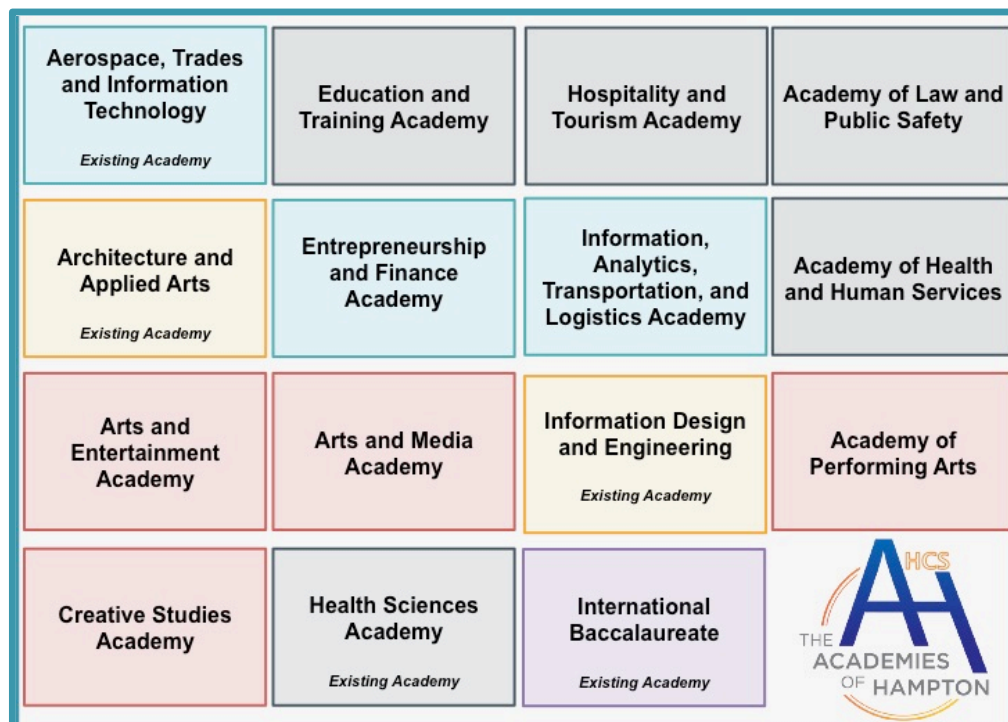 Aerospace, Trades
and Information
Technology
Existing Academy
Education and
Training Academy
Hospitality and
Tourism Academy
Academy of Law and
Public Safety
Architecture and
Applied Arts
Existing Academy
Entrepreneurship
and Finance
Academy
Information,
Analytics,
Transportation, and
Logistics Academy
Academy of Health
and Human Services
Arts and
Entertainment
Academy
Arts and Media
Academy
Information Design
and Engineering
Existing Academy
Academy of
Performing Arts
Creative Studies
Academy
Health Sciences
Academy
Existing Academy
International
Baccalaureate
Existing Academy
HCS
AH
THE
ACADEMIES
OF HAMPTON